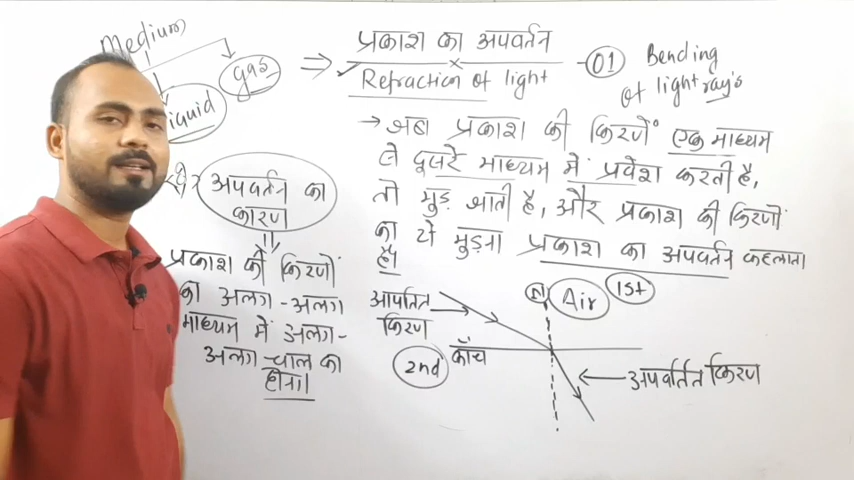 Medium
gas
iquid
प्रकाश का अपवर्तन
Refraction of light
01
Bending
of light ray's
→ जब प्रकाश की किरणें एक माध्यम
से दूसरे माध्यम में प्रवेश करती है,
तो मुड़ जाती है, और प्रकाश की किरणों
का ये मुड़ना प्रकाश का अपवर्तन कहलाता
है।
अपवर्तन का
कारण
प्रकाश की किरणों
का अलग-अलग
माध्यम में अलग-
अलग चाल का
होना।
आपतित
किरण
N
Air
1st
2nd
काँच
अपवर्तित किरण